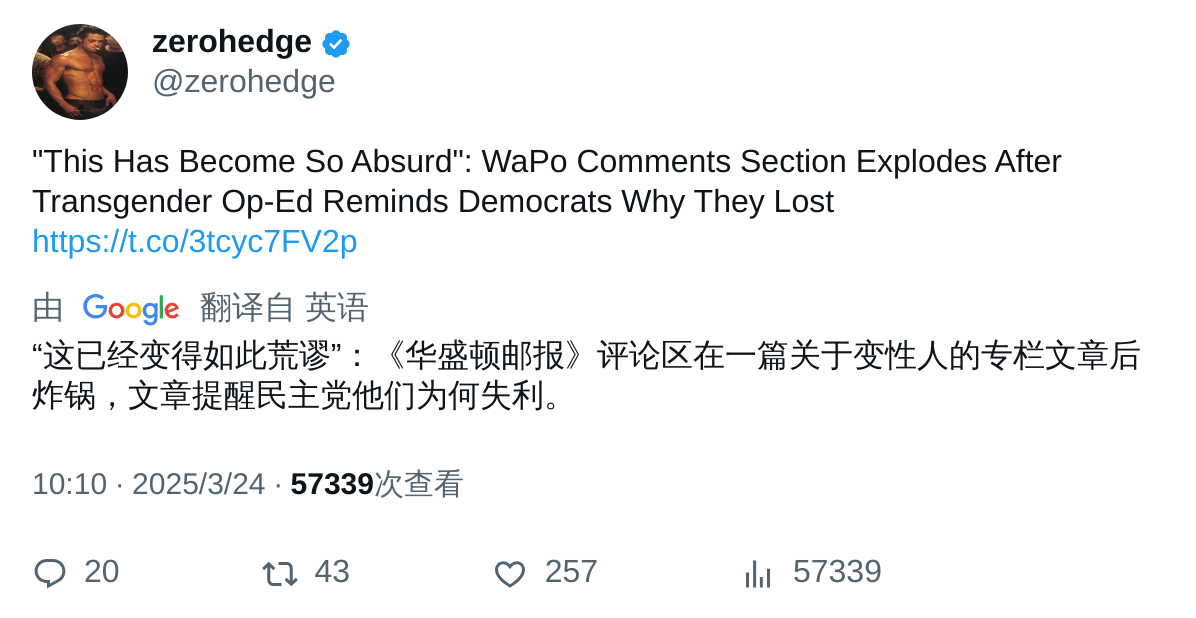 zerohedge
@zerohedge
"This Has Become So Absurd": WaPo Comments Section Explodes After
Transgender Op-Ed Reminds Democrats Why They Lost
https://t.co/3tcyc7FV2p
由 Google 翻译自 英语
“这已经变得如此荒谬”：《华盛顿邮报》评论区在一篇关于变性人的专栏文章后
炸锅，文章提醒民主党他们为何失利。
10:10 · 2025/3/24 · 57339次查看
20 43 257 57339